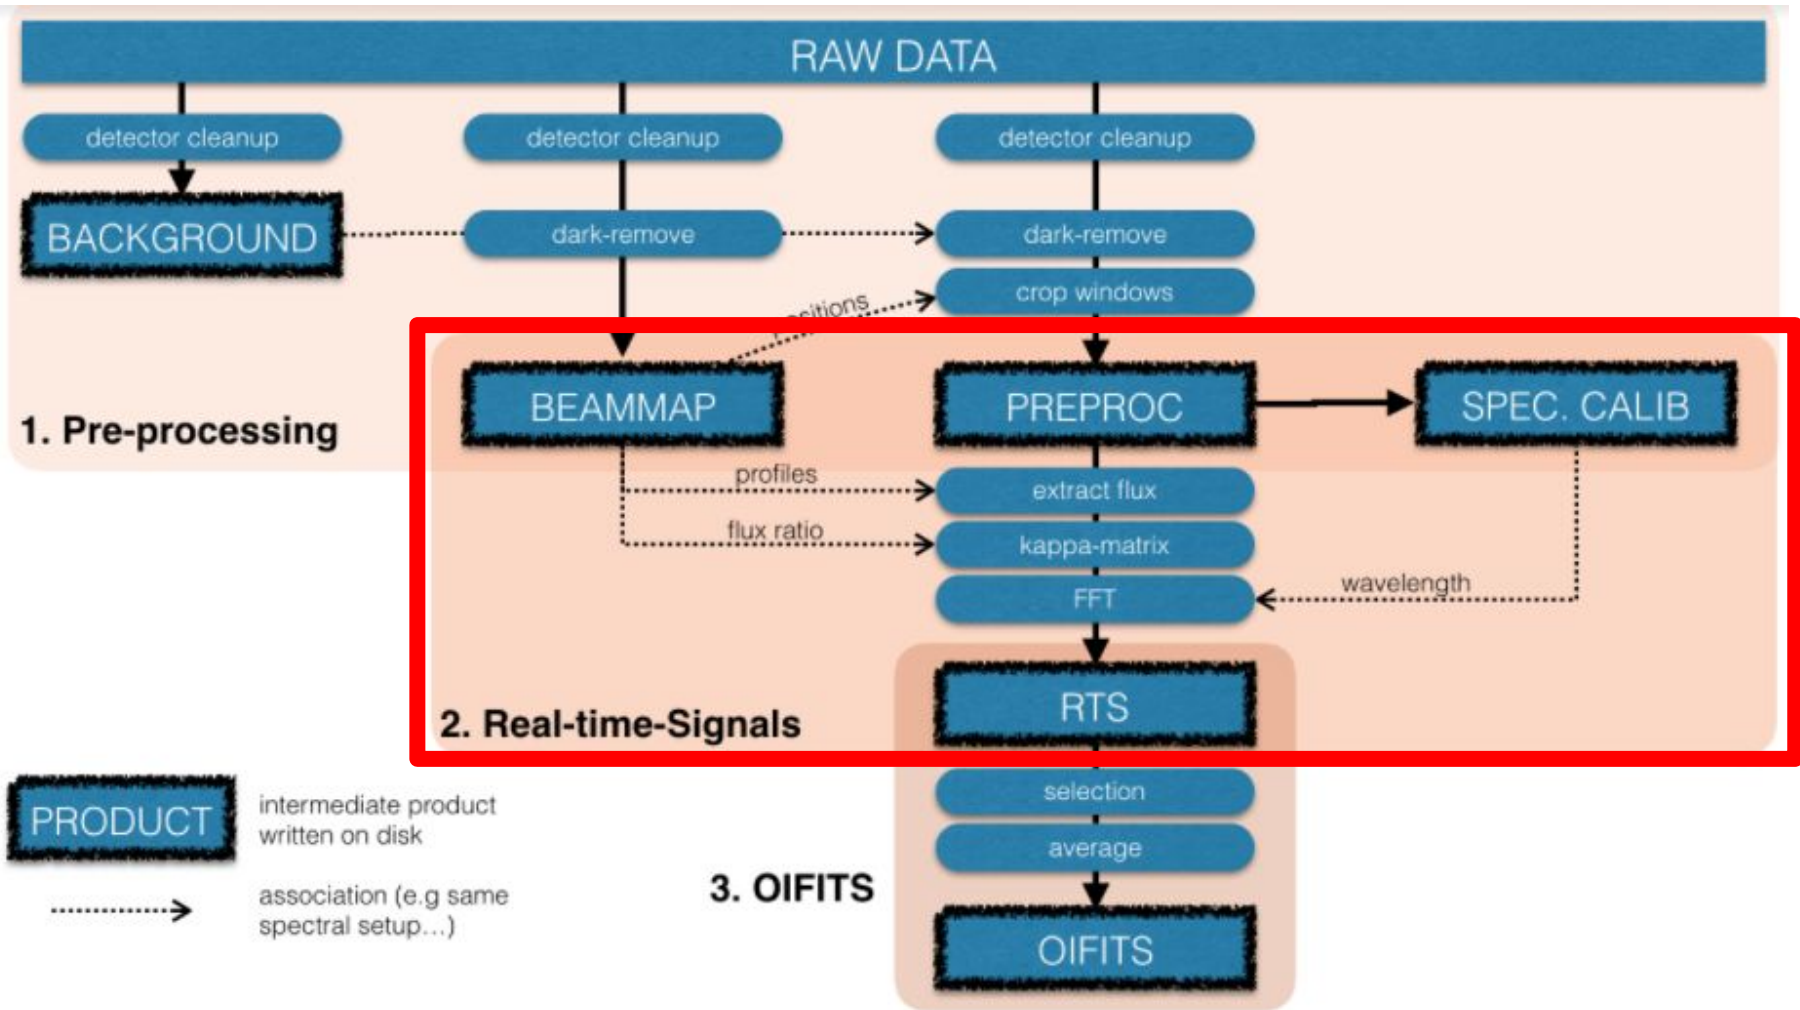 RAW DATA
detector cleanup
detector cleanup
detector cleanup
BACKGROUND
dark-remove
dark-remove
crop windows
BEAMMAP
PREPROC
SPEC. CALIB
1. Pre-processing
profiles
extract flux
flux ratio
kappa-matrix
FFT
wavelength
RTS
2. Real-time-Signals
selection
PRODUCT
intermediate product
written on disk
average
3. OIFITS
association (e.g same
spectral setup...)
OIFITS